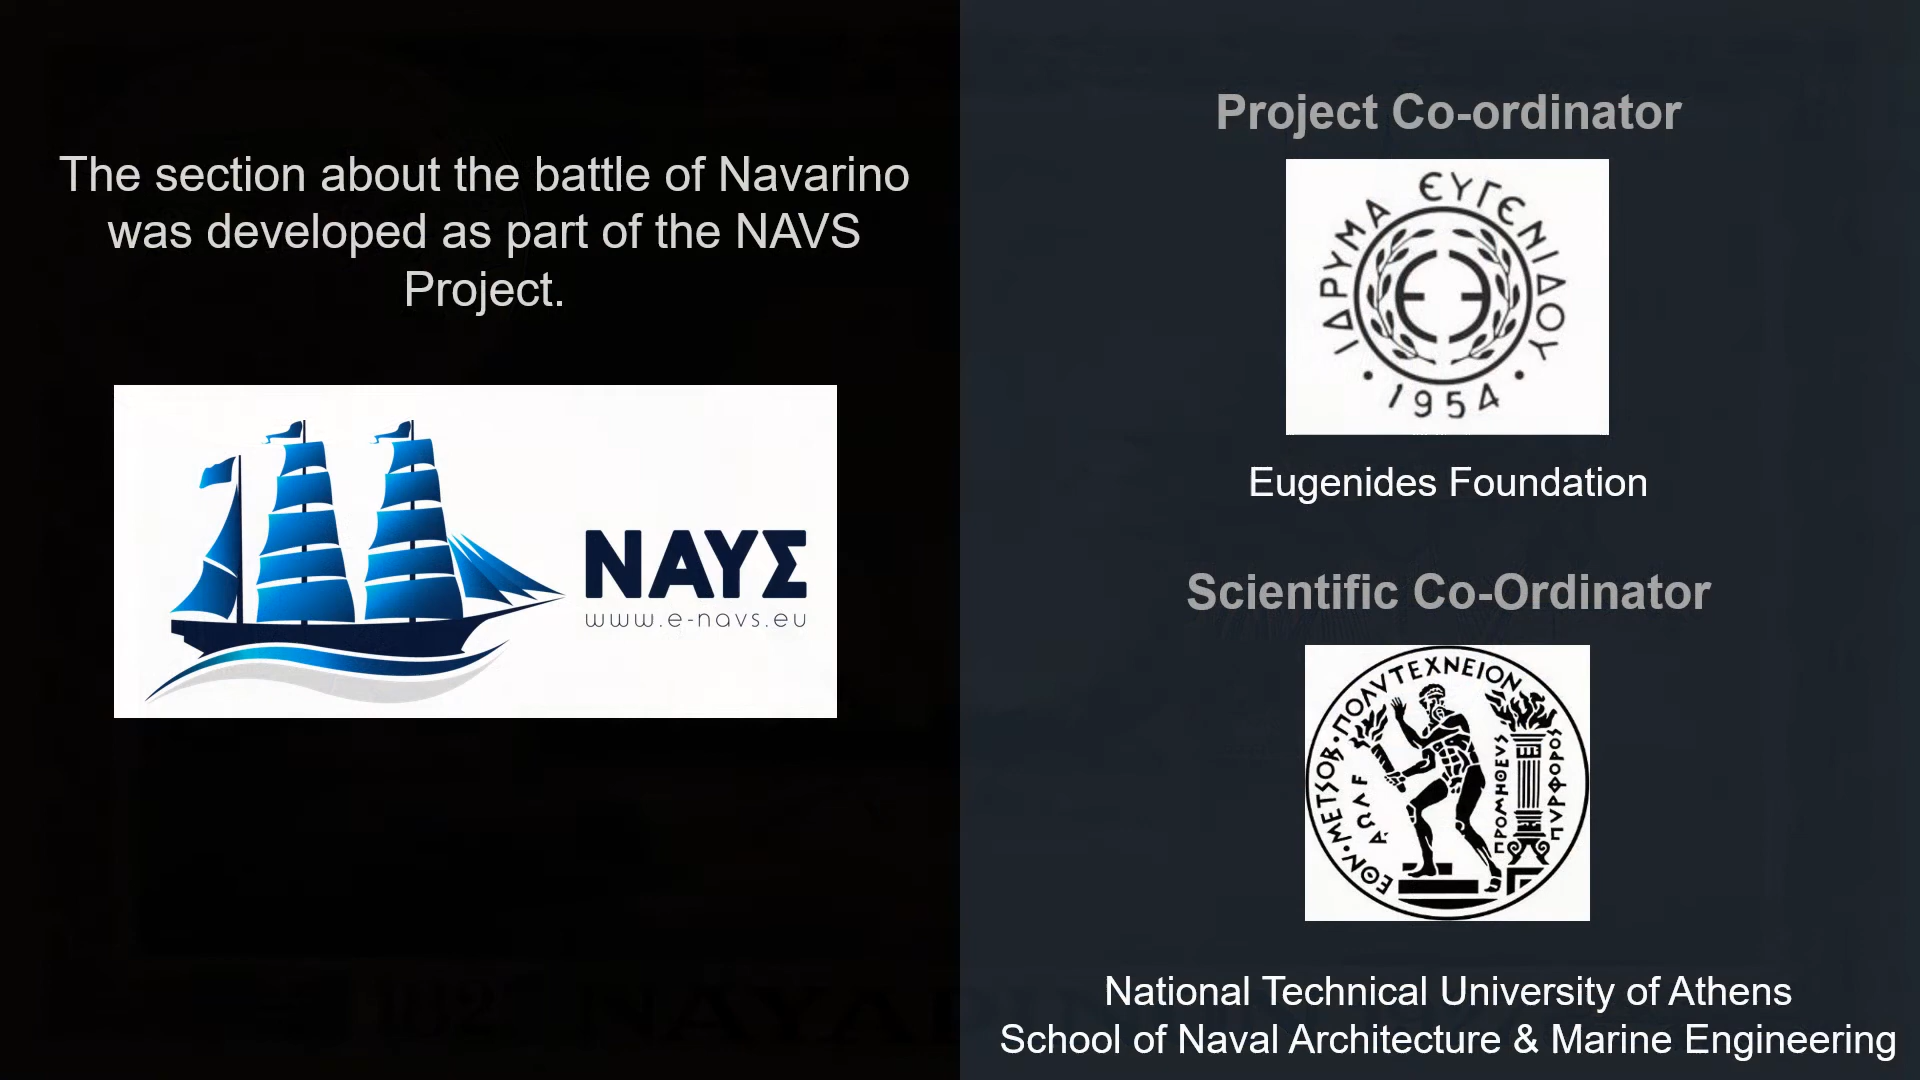 The section about the battle of Navarino
was developed as part of the NAVS
Project.
ΝΑΥΣ
www.e-navs.eu
Project Co-ordinator
ΙΔΡΥΜΑ ΕΥΓΕΝΙΔΟΥ
• 1954 •
Eugenides Foundation
Scientific Co-Ordinator
ΕΘΝ • ΜΕΤΣΟΒ • ΠΟΛΥΤΕΧΝΕΙΟΝ
ΑΩΛΓ
ΠΡΟΜΗΘΕΥΣ
ΠΥΡΦΟΡΟΣ
National Technical University of Athens
School of Naval Architecture & Marine Engineering